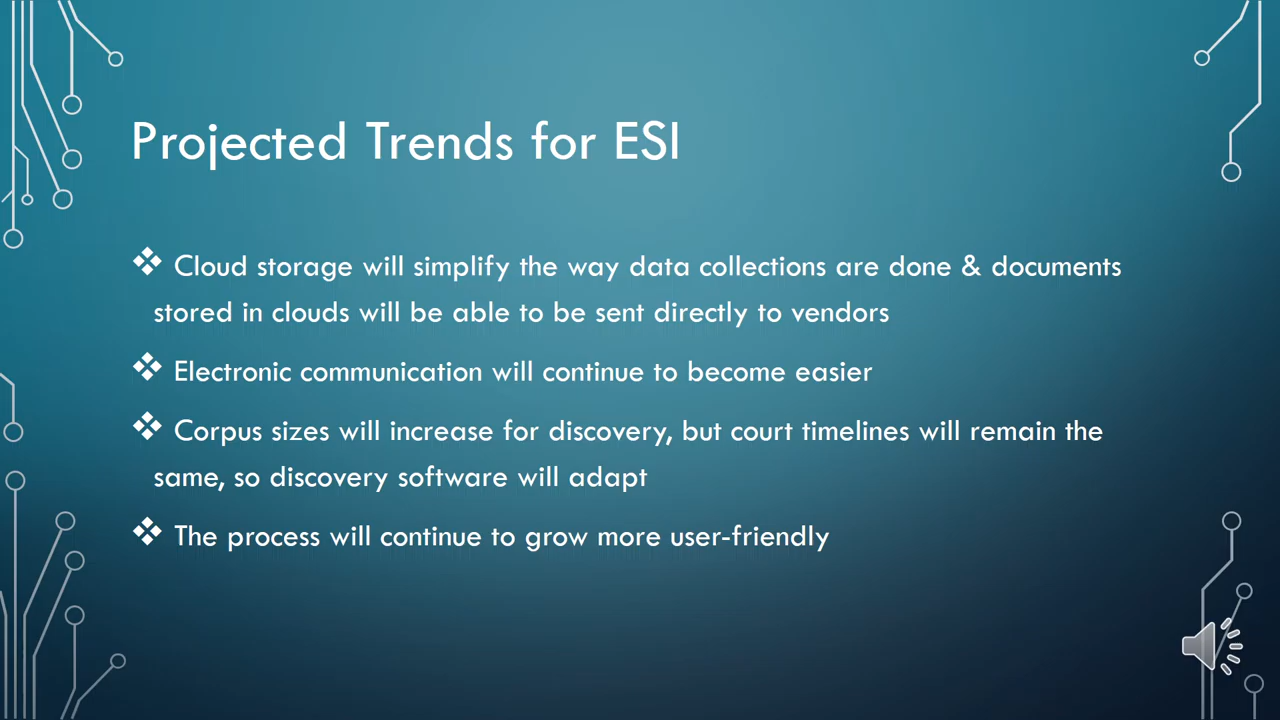 Projected Trends for ESI
❖ Cloud storage will simplify the way data collections are done & documents
stored in clouds will be able to be sent directly to vendors
❖ Electronic communication will continue to become easier
❖ Corpus sizes will increase for discovery, but court timelines will remain the
same, so discovery software will adapt
❖ The process will continue to grow more user-friendly